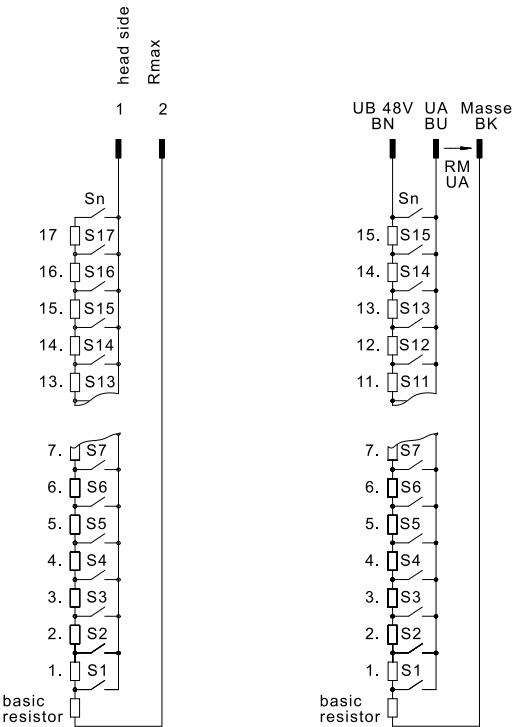 head side
Rmax
1 2
Sn
17 S17
16. S16
15. S15
14. S14
13. S13
7. S7
6. S6
5. S5
4. S4
3. S3
2. S2
1. S1
basic
resistor
UB 48V UA Masse
BN BU BK
RM
UA
Sn
15. S15
14. S14
13. S13
12. S12
11. S11
7. S7
6. S6
5. S5
4. S4
3. S3
2. S2
1. S1
basic
resistor